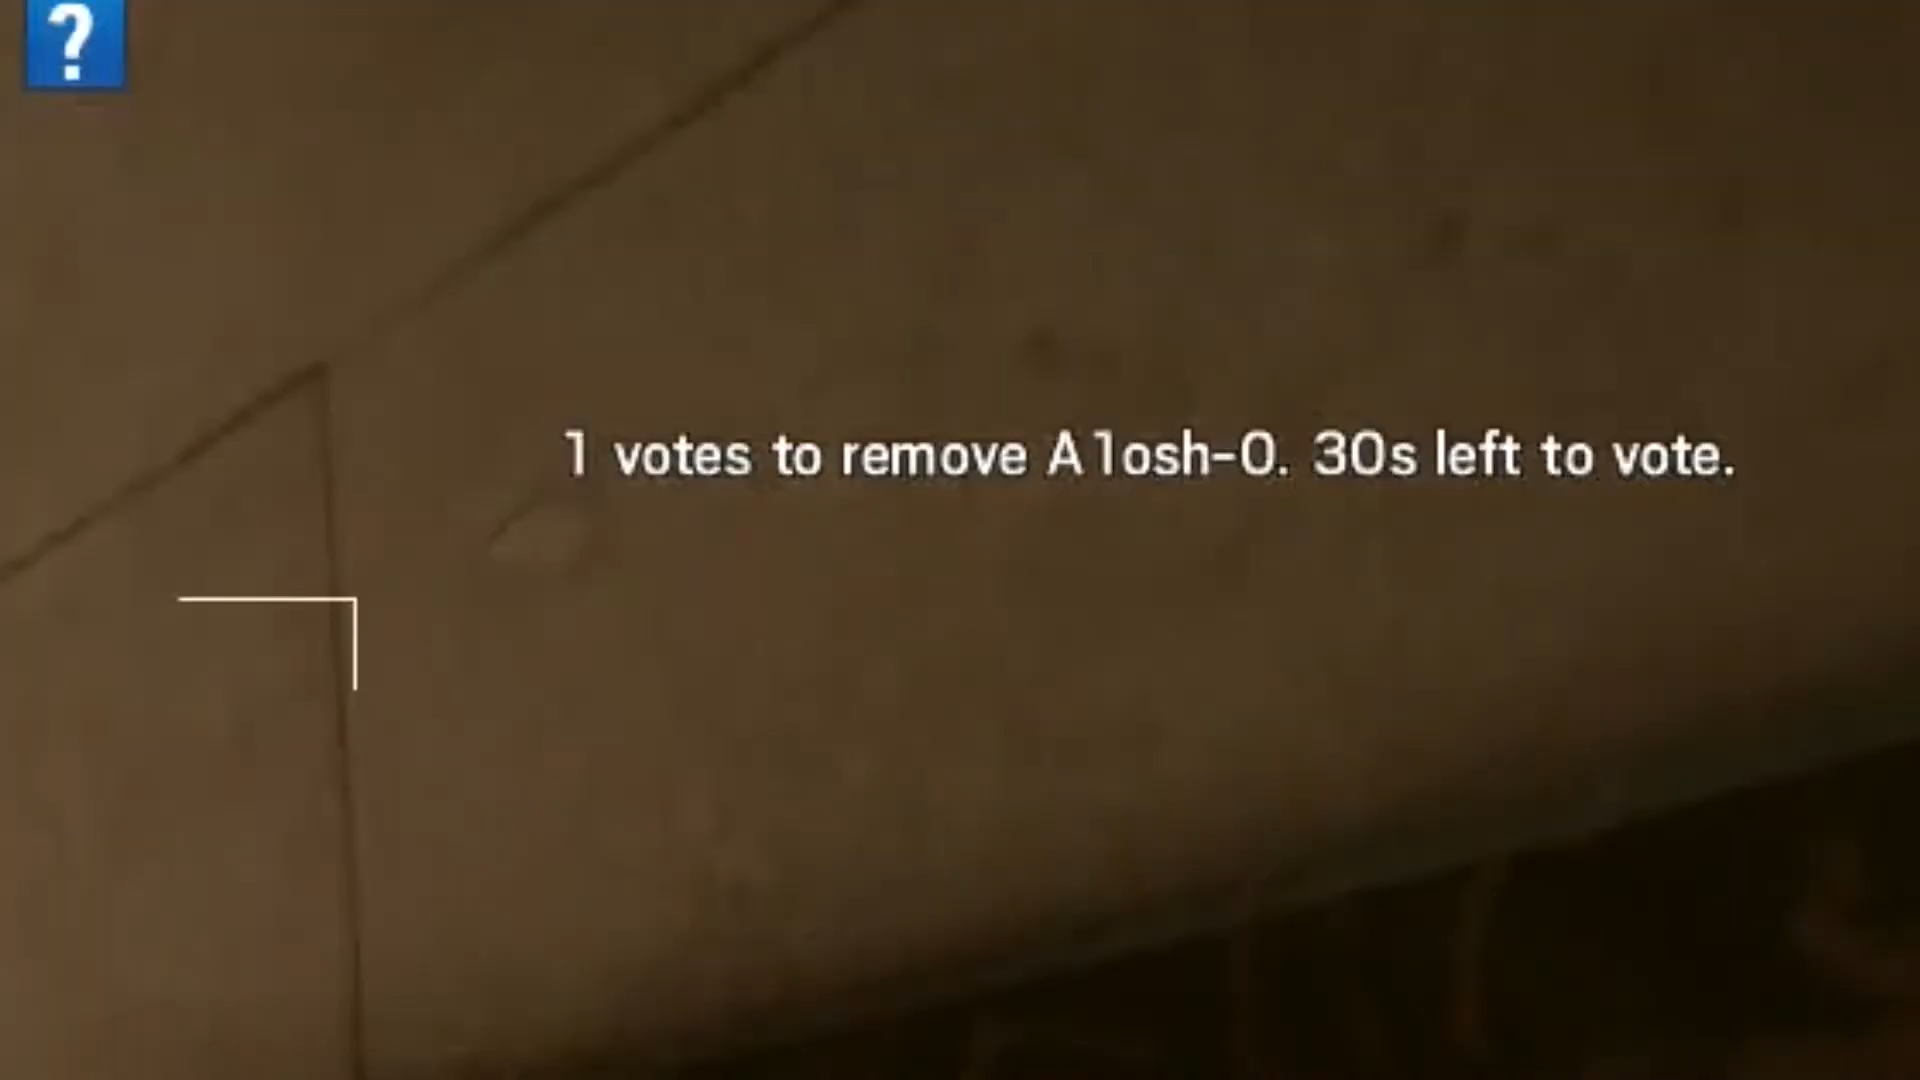 ?
1 votes to remove A1osh-0. 30s left to vote.